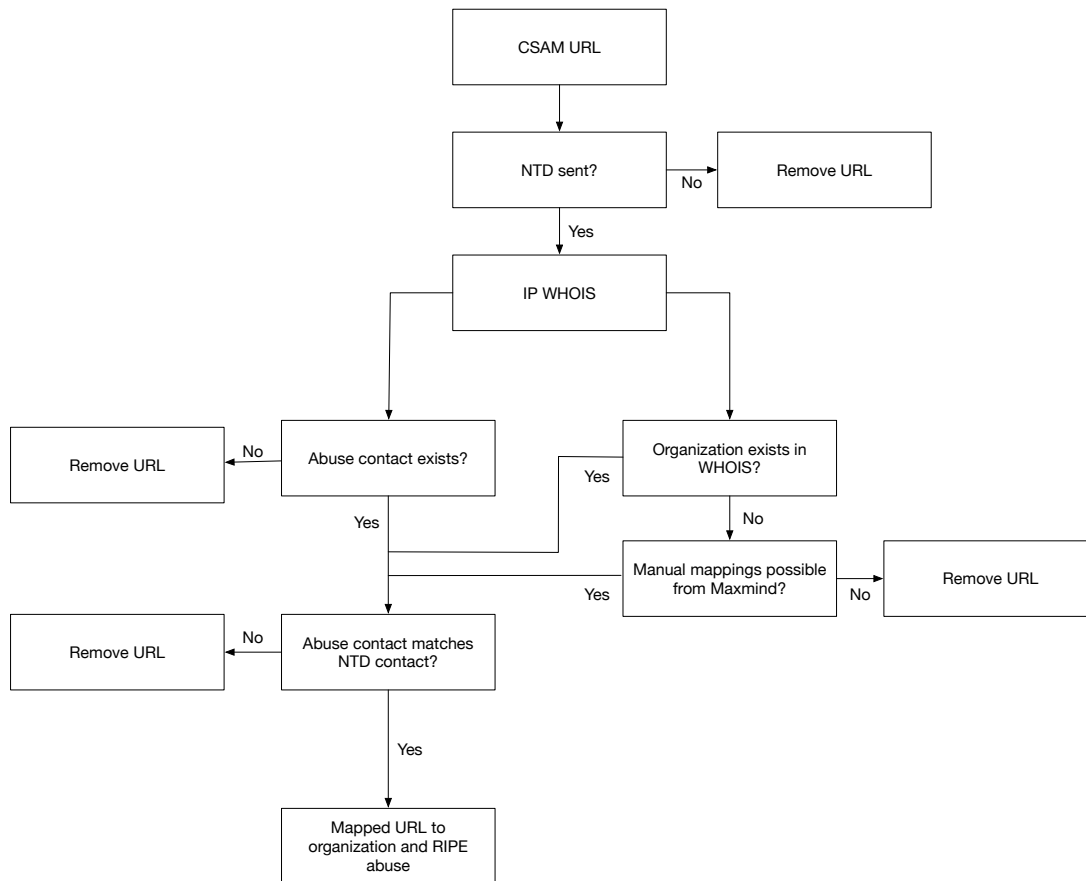 CSAM URL
NTD sent?
No
Remove URL
Yes
IP WHOIS
Remove URL
No
Abuse contact exists?
Organization exists in
WHOIS?
Yes
Yes
No
Manual mappings possible
from Maxmind?
Yes
No
Remove URL
Remove URL
No
Abuse contact matches
NTD contact?
Yes
Mapped URL to
organization and RIPE
abuse